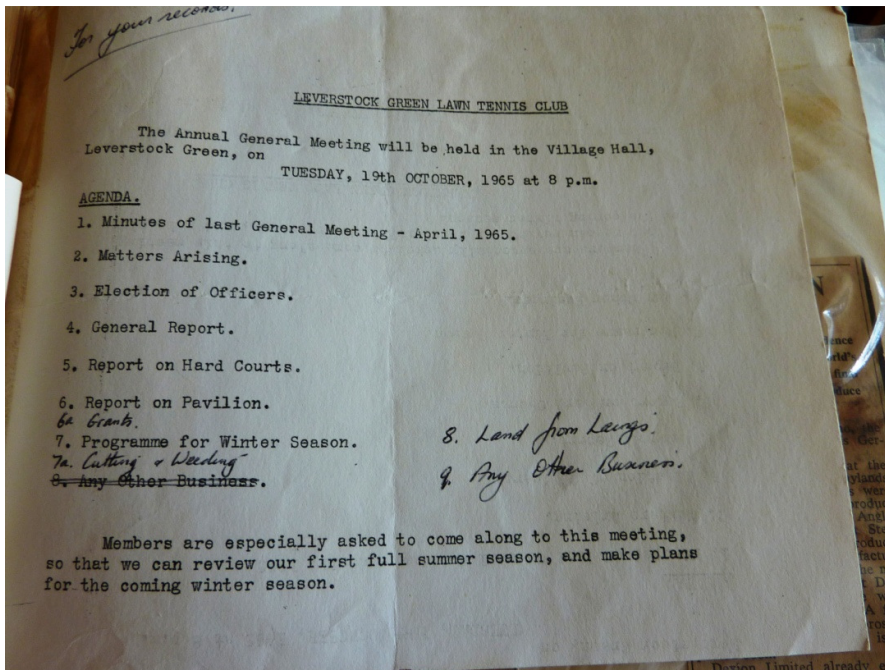 For your records.
LEVERSTOCK GREEN LAWN TENNIS CLUB
The Annual General Meeting will be held in the Village Hall,
Leverstock Green, on
TUESDAY, 19th OCTOBER, 1965 at 8 p.m.
AGENDA.
1. Minutes of last General Meeting - April, 1965.
2. Matters Arising.
3. Election of Officers.
4. General Report.
5. Report on Hard Courts.
6. Report on Pavilion.
6a Grants.
7. Programme for Winter Season.
7a. Cutting & Weeding
8. Any Other Business.
8. Land from Laings.
9. Any Other Business.
Members are especially asked to come along to this meeting,
so that we can review our first full summer season, and make plans
for the coming winter season.
N
Dexion Limited already